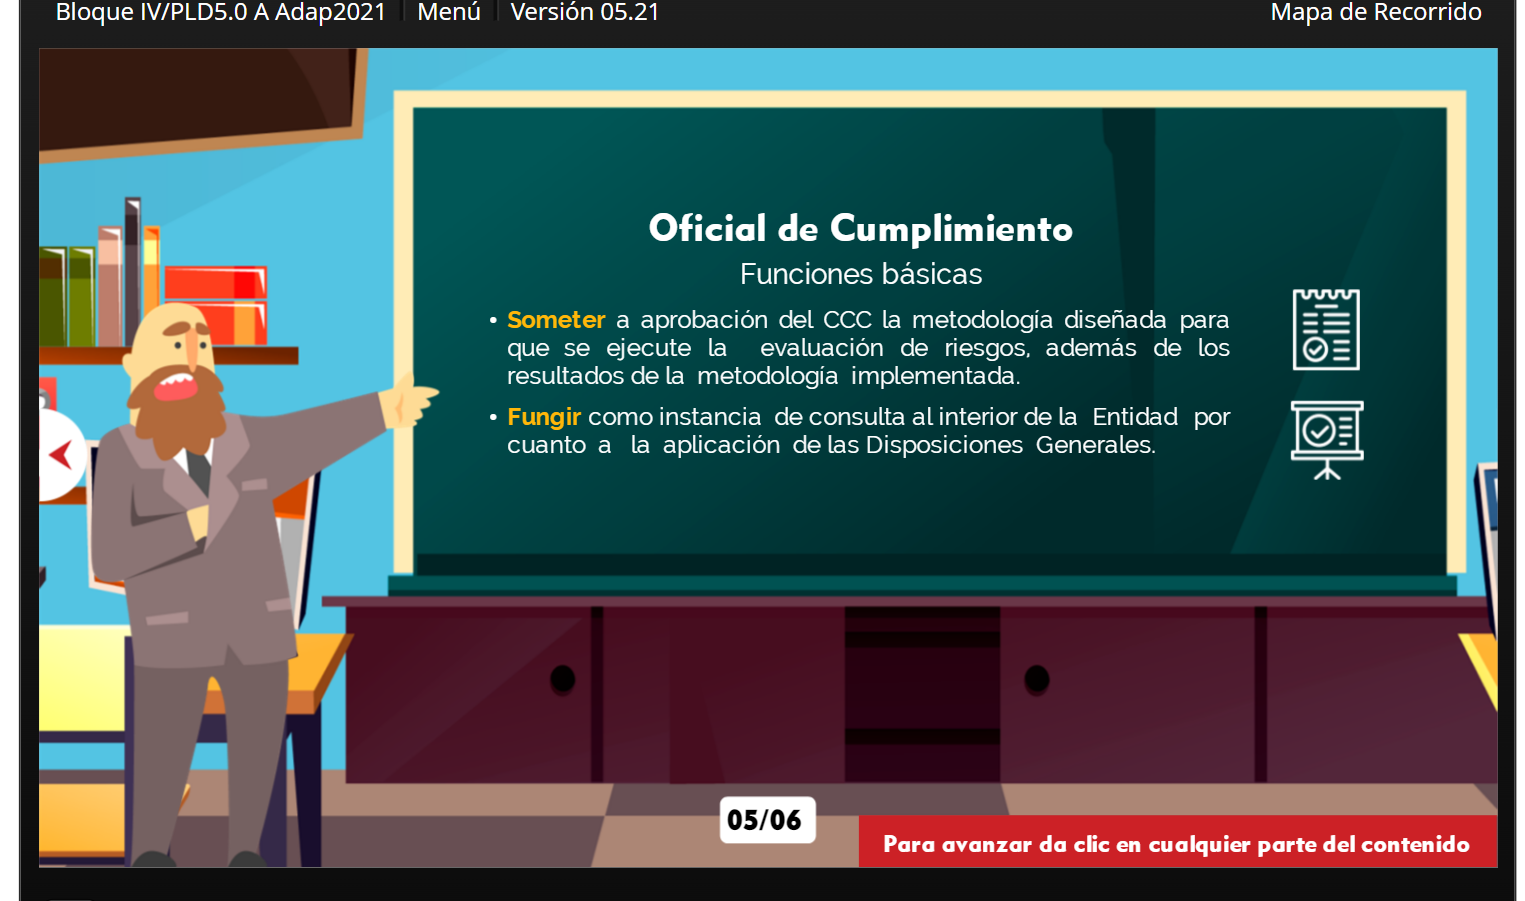 Bloque IV/PLD5.0 A Adap2021 Menú Versión 05.21 Mapa de Recorrido
Oficial de Cumplimiento
Funciones básicas
• Someter a aprobación del CCC la metodología diseñada para
que se ejecute la evaluación de riesgos, además de los
resultados de la metodología implementada.
• Fungir como instancia de consulta al interior de la Entidad por
cuanto a la aplicación de las Disposiciones Generales.
05/06
Para avanzar da clic en cualquier parte del contenido